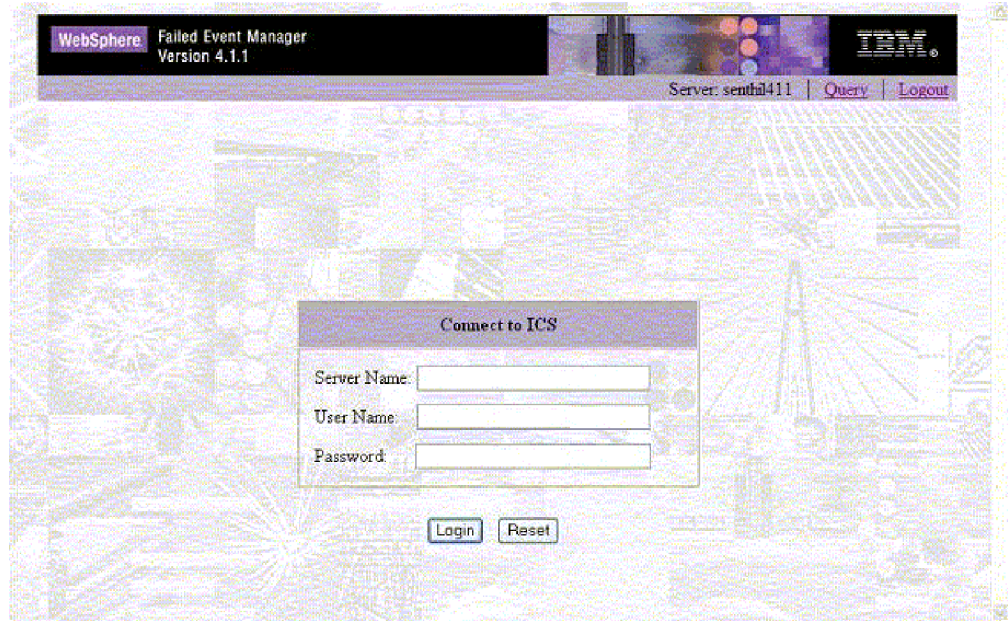 WebSphere Failed Event Manager
Version 4.1.1
IBM®
Server: senthil411 | Query | Logout
Connect to ICS
Server Name:
User Name:
Password:
Login Reset